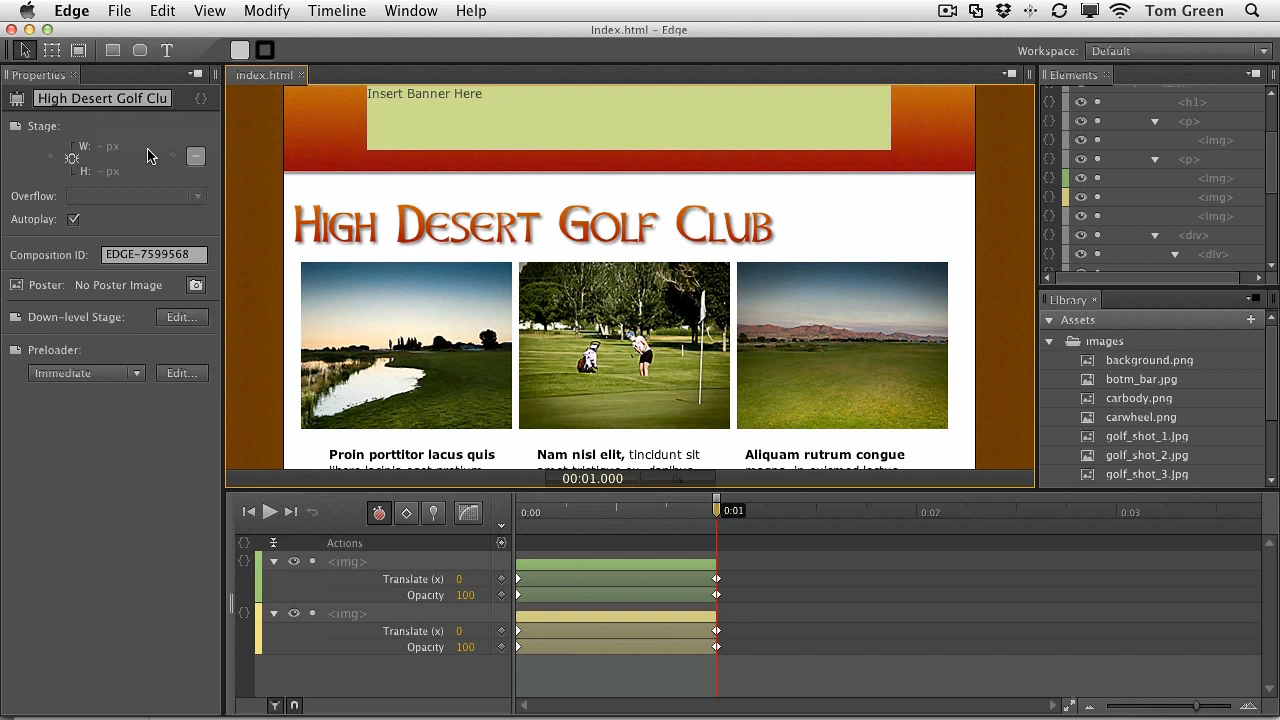 Edge File Edit View Modify Timeline Window Help Tom Green
Index.html – Edge
T Workspace: Default
Properties × index.html × Elements ×
High Desert Golf Clu {}
Stage:
W: – px
H: – px
Overflow:
Autoplay:
Composition ID: EDGE-7599568
Poster: No Poster Image
Down-level Stage: Edit...
Preloader:
Immediate Edit...
Insert Banner Here
High Desert Golf Club
Proin porttitor lacus quis
Nam nisl elit, tincidunt sit
Aliquam rutrum congue
00:01.000
{} <h1>
{} <p>
{} <img>
{} <p>
{} <img>
{} <img>
{} <img>
{} <div>
{} <div>
Library ×
Assets +
images
background.png
botm_bar.jpg
carbody.png
carwheel.png
golf_shot_1.jpg
golf_shot_2.jpg
golf_shot_3.jpg
0:00 0:01 0:02 0:03
{} Actions
{} <img>
Translate (x) 0
Opacity 100
{} <img>
Translate (x) 0
Opacity 100